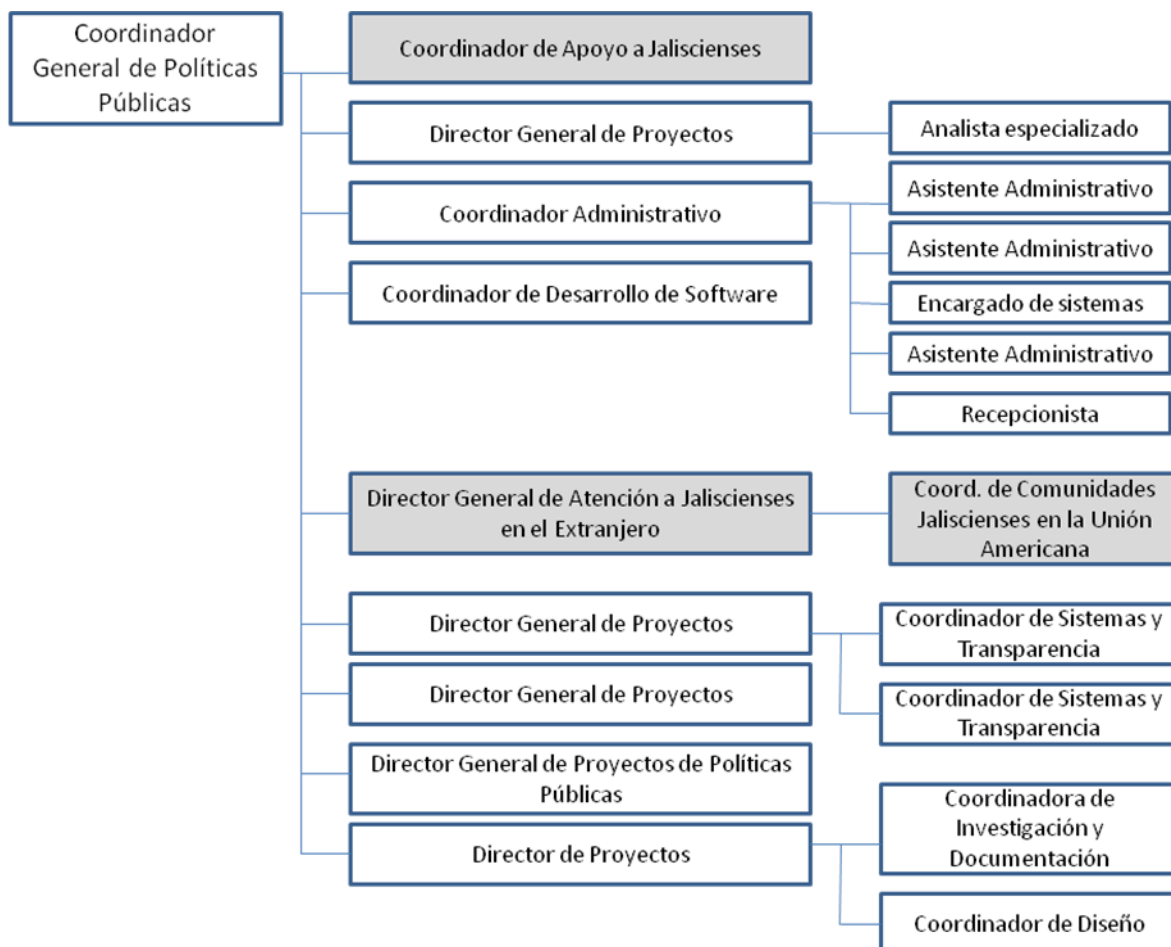 Coordinador
General de Políticas
Públicas
Coordinador de Apoyo a Jaliscienses
Director General de Proyectos
Analista especializado
Coordinador Administrativo
Asistente Administrativo
Asistente Administrativo
Encargado de sistemas
Asistente Administrativo
Recepcionista
Coordinador de Desarrollo de Software
Director General de Atención a Jaliscienses
en el Extranjero
Coord. de Comunidades
Jaliscienses en la Unión
Americana
Director General de Proyectos
Coordinador de Sistemas y
Transparencia
Coordinador de Sistemas y
Transparencia
Director General de Proyectos
Director General de Proyectos de Políticas
Públicas
Director de Proyectos
Coordinadora de
Investigación y
Documentación
Coordinador de Diseño